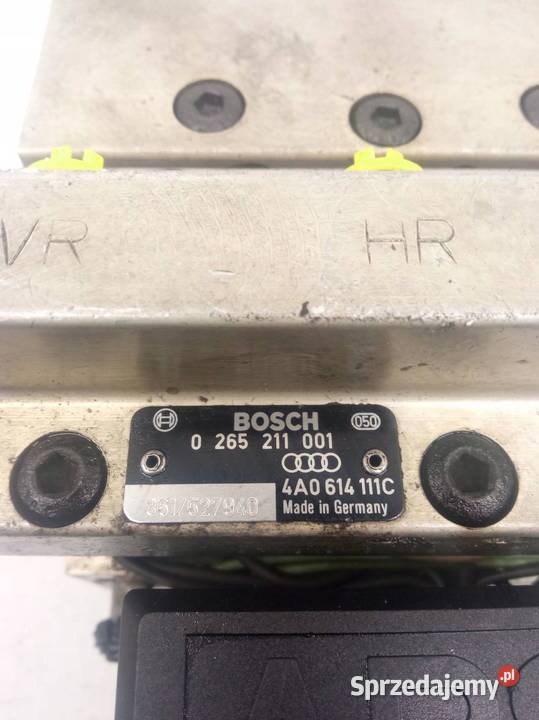 VR HR
BOSCH 050
0 265 211 001
4A0 614 111C
Made in Germany
Sprzedajemy.pl